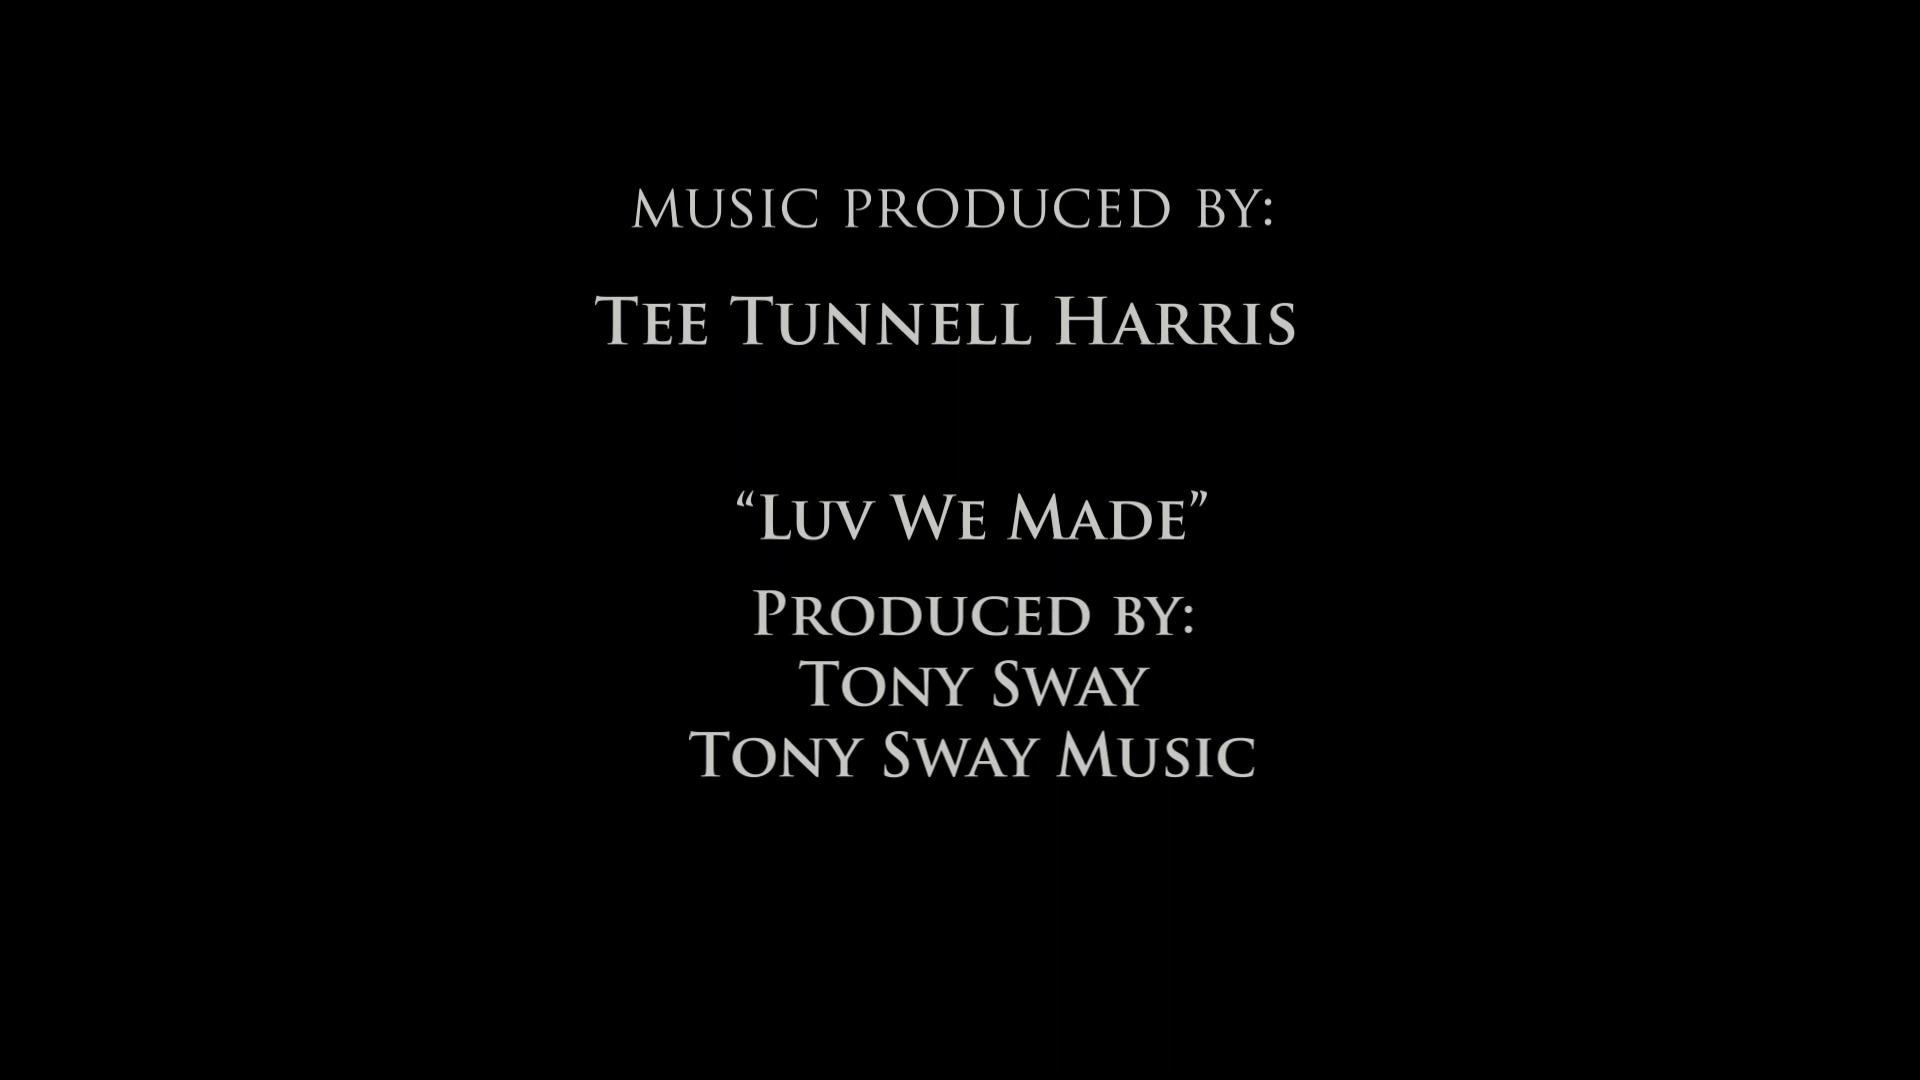 MUSIC PRODUCED BY:
TEE TUNNELL HARRIS
“LUV WE MADE”
PRODUCED BY:
TONY SWAY
TONY SWAY MUSIC